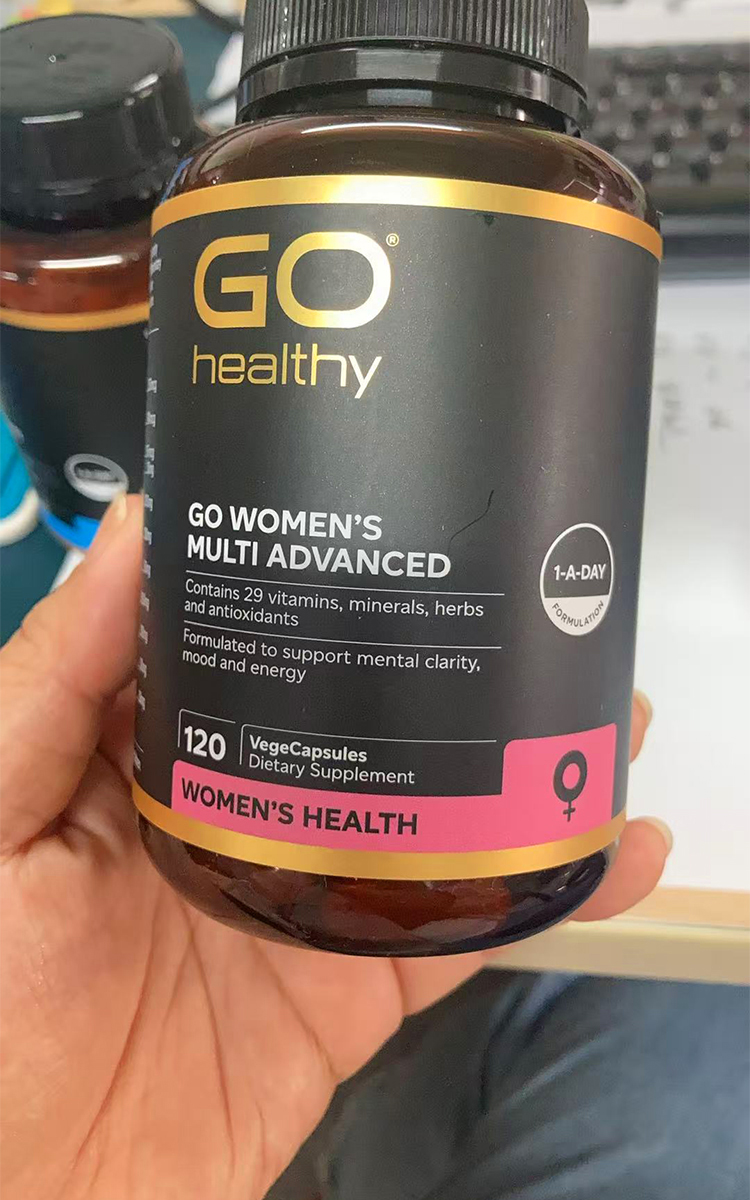 GO®
healthy
GO WOMEN'S
MULTI ADVANCED
Contains 29 vitamins, minerals, herbs
and antioxidants
Formulated to support mental clarity,
mood and energy
1-A-DAY
FORMULATION
120
VegeCapsules
Dietary Supplement
WOMEN'S HEALTH